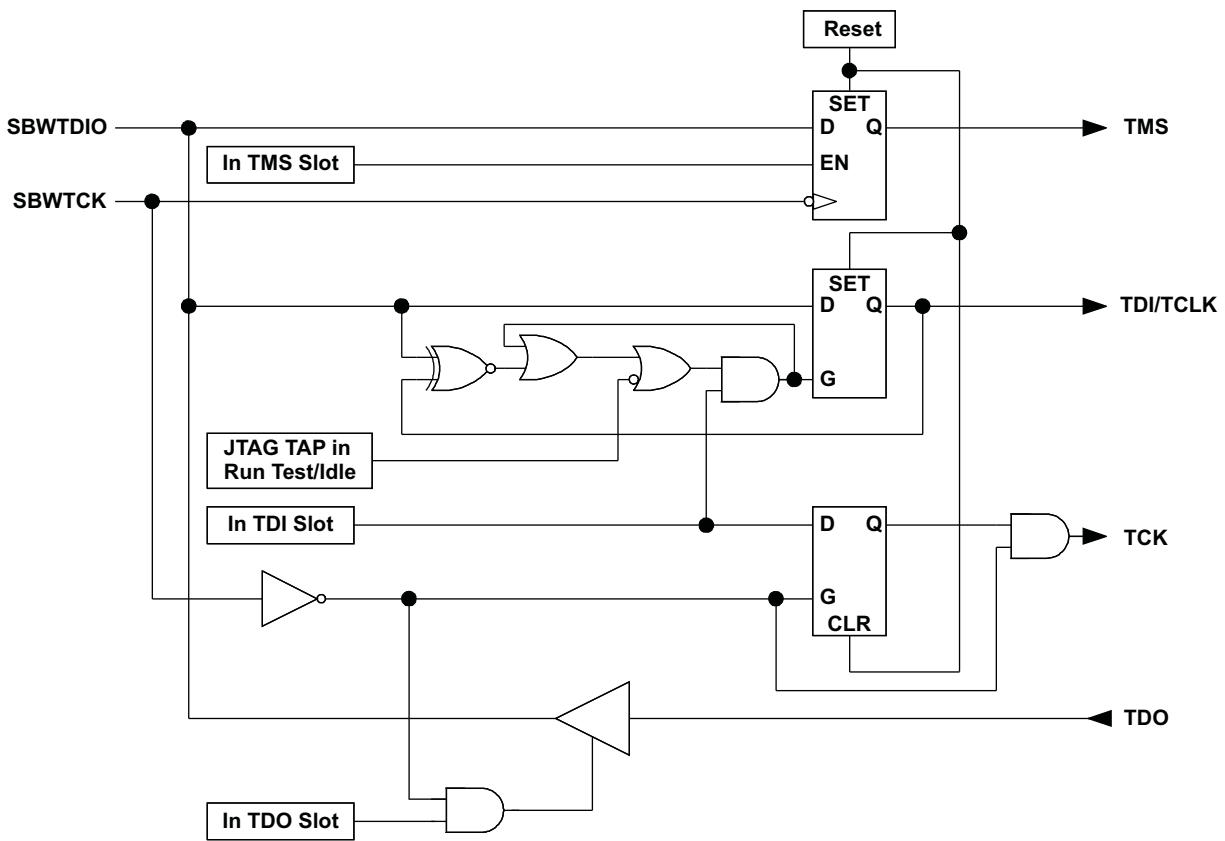 Reset
SET
SBWTDIO
D
Q
TMS
In TMS Slot
EN
SBWTCK
SET
D
Q
TDI/TCLK
G
JTAG TAP in
Run Test/Idle
In TDI Slot
D
Q
TCK
G
CLR
TDO
In TDO Slot